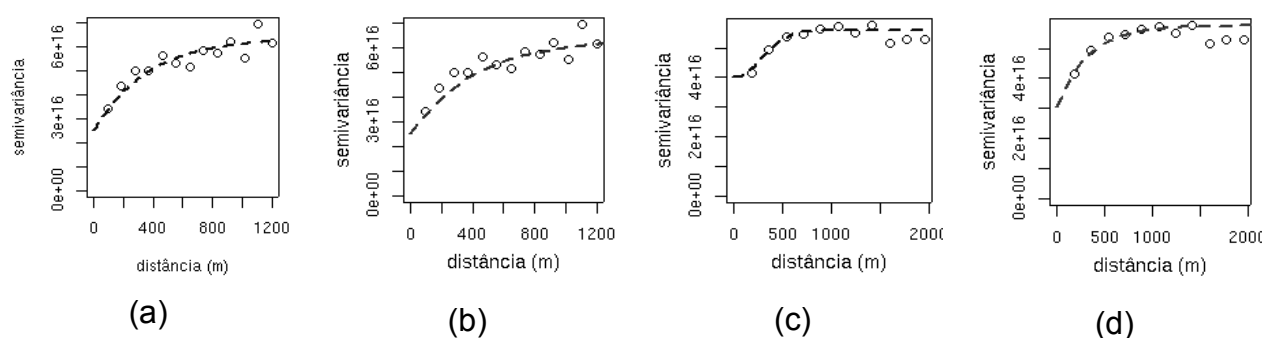 semivariância
0e+00 3e+16 6e+16
0 400 800 1200
distância (m)
(a)
semivariância
0e+00 3e+16 6e+16
0 400 800 1200
distância (m)
(b)
semivariância
0e+00 2e+16 4e+16
0 500 1000 2000
distância (m)
(c)
semivariância
0e+00 2e+16 4e+16
0 500 1000 2000
distância (m)
(d)